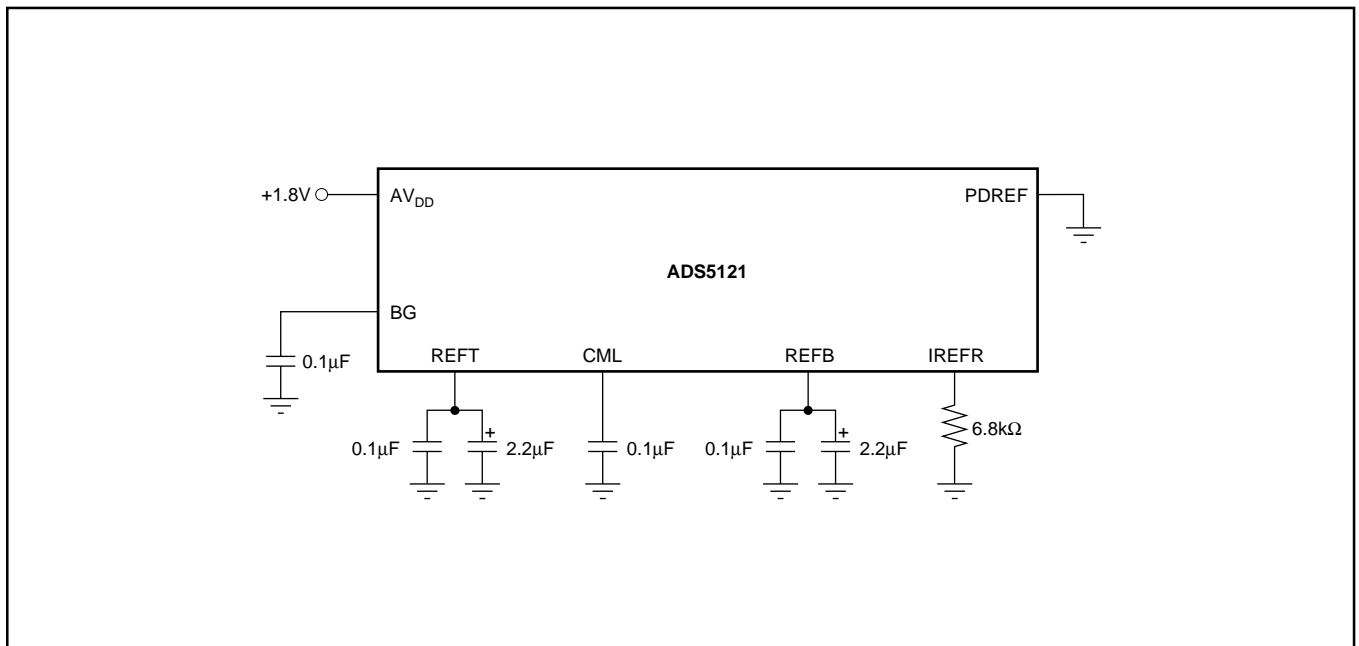 +1.8V
AVDD
PDREF
ADS5121
BG
0.1µF
REFT
CML
REFB
IREFR
0.1µF
+
2.2µF
0.1µF
0.1µF
+
2.2µF
6.8kΩ